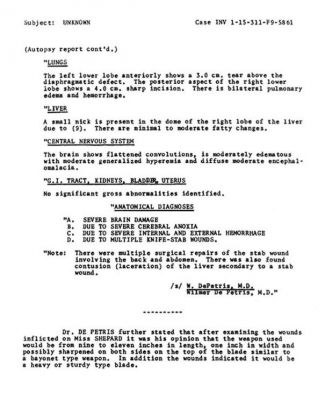 Subject: UNKNOWN Case INV 1-15-311-F9-5861
(Autopsy report cont'd.)
"LUNGS
The left lower lobe anteriorly shows a 3.0 cm. tear above the
diaphragmatic defect. The posterior aspect of the right lower
lobe shows a 4.0 cm. sharp incision. There is bilateral pulmonary
edema and hemorrhage.
"LIVER
A small nick is present in the dome of the right lobe of the liver
due to (9). There are minimal to moderate fatty changes.
"CENTRAL NERVOUS SYSTEM
The brain shows flattened convolutions, is moderately edematous
with moderate generalized hyperemia and diffuse moderate encephal-
omalacia.
"G.I. TRACT, KIDNEYS, BLADDER, UTERUS
No significant gross abnormalities identified.
"ANATOMICAL DIAGNOSES
"A. SEVERE BRAIN DAMAGE
B. DUE TO SEVERE CEREBRAL ANOXIA
C. DUE TO SEVERE INTERNAL AND EXTERNAL HEMORRHAGE
D. DUE TO MULTIPLE KNIFE-STAB WOUNDS.
"Note: There were multiple surgical repairs of the stab wound
involving the back and abdomen. There was also found
contusion (laceration) of the liver secondary to a stab
wound.
/s/ W. DePetris, M.D.
Wilmer De Petris, M.D."
----------
Dr. DE PETRIS further stated that after examining the wounds
inflicted on Miss SHEPARD it was his opinion that the weapon used
would be from nine to eleven inches in length, one inch in width and
possibly sharpened on both sides on the top of the blade similar to
a bayonet type weapon. In addition the wounds indicated it would be
a heavy or sturdy type blade.